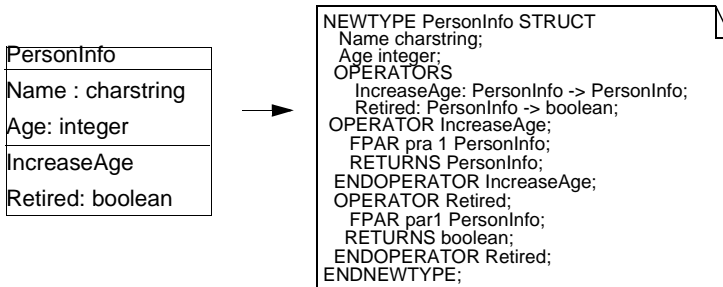 PersonInfo
Name : charstring
Age: integer
IncreaseAge
Retired: boolean
NEWTYPE PersonInfo STRUCT
Name charstring;
Age integer;
OPERATORS
IncreaseAge: PersonInfo -> PersonInfo;
Retired: PersonInfo -> boolean;
OPERATOR IncreaseAge;
FPAR pra 1 PersonInfo;
RETURNS PersonInfo;
ENDOPERATOR IncreaseAge;
OPERATOR Retired;
FPAR par1 PersonInfo;
RETURNS boolean;
ENDOPERATOR Retired;
ENDNEWTYPE;